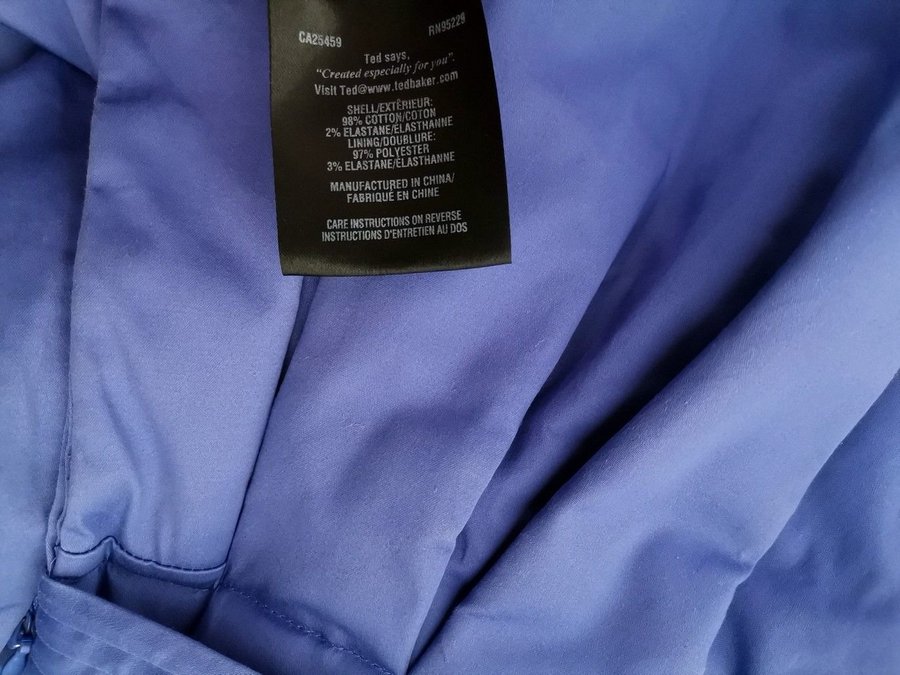 CA25459 RN95229
Ted says,
"Created especially for you".
Visit Ted@www.tedbaker.com
SHELL/EXTÉRIEUR:
98% COTTON/COTON
2% ELASTANE/ÉLASTHANNE
LINING/DOUBLURE:
97% POLYESTER
3% ELASTANE/ÉLASTHANNE
MANUFACTURED IN CHINA/
FABRIQUÉ EN CHINE
CARE INSTRUCTIONS ON REVERSE
INSTRUCTIONS D'ENTRETIEN AU DOS